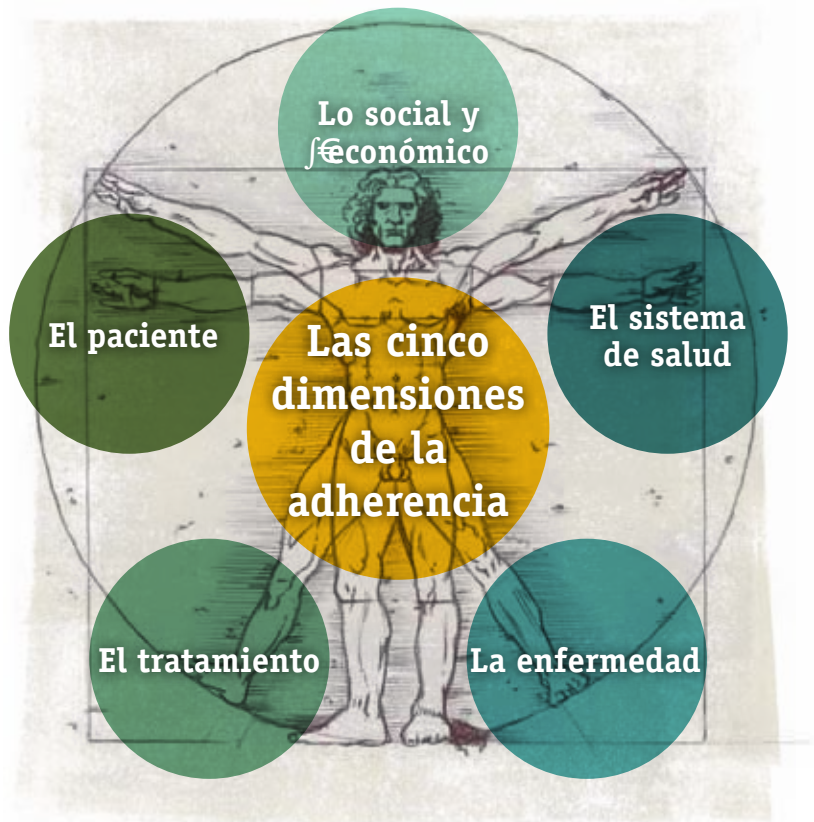 Lo social y
∫€económico
El paciente
El sistema
de salud
Las cinco
dimensiones
de la
adherencia
El tratamiento
La enfermedad